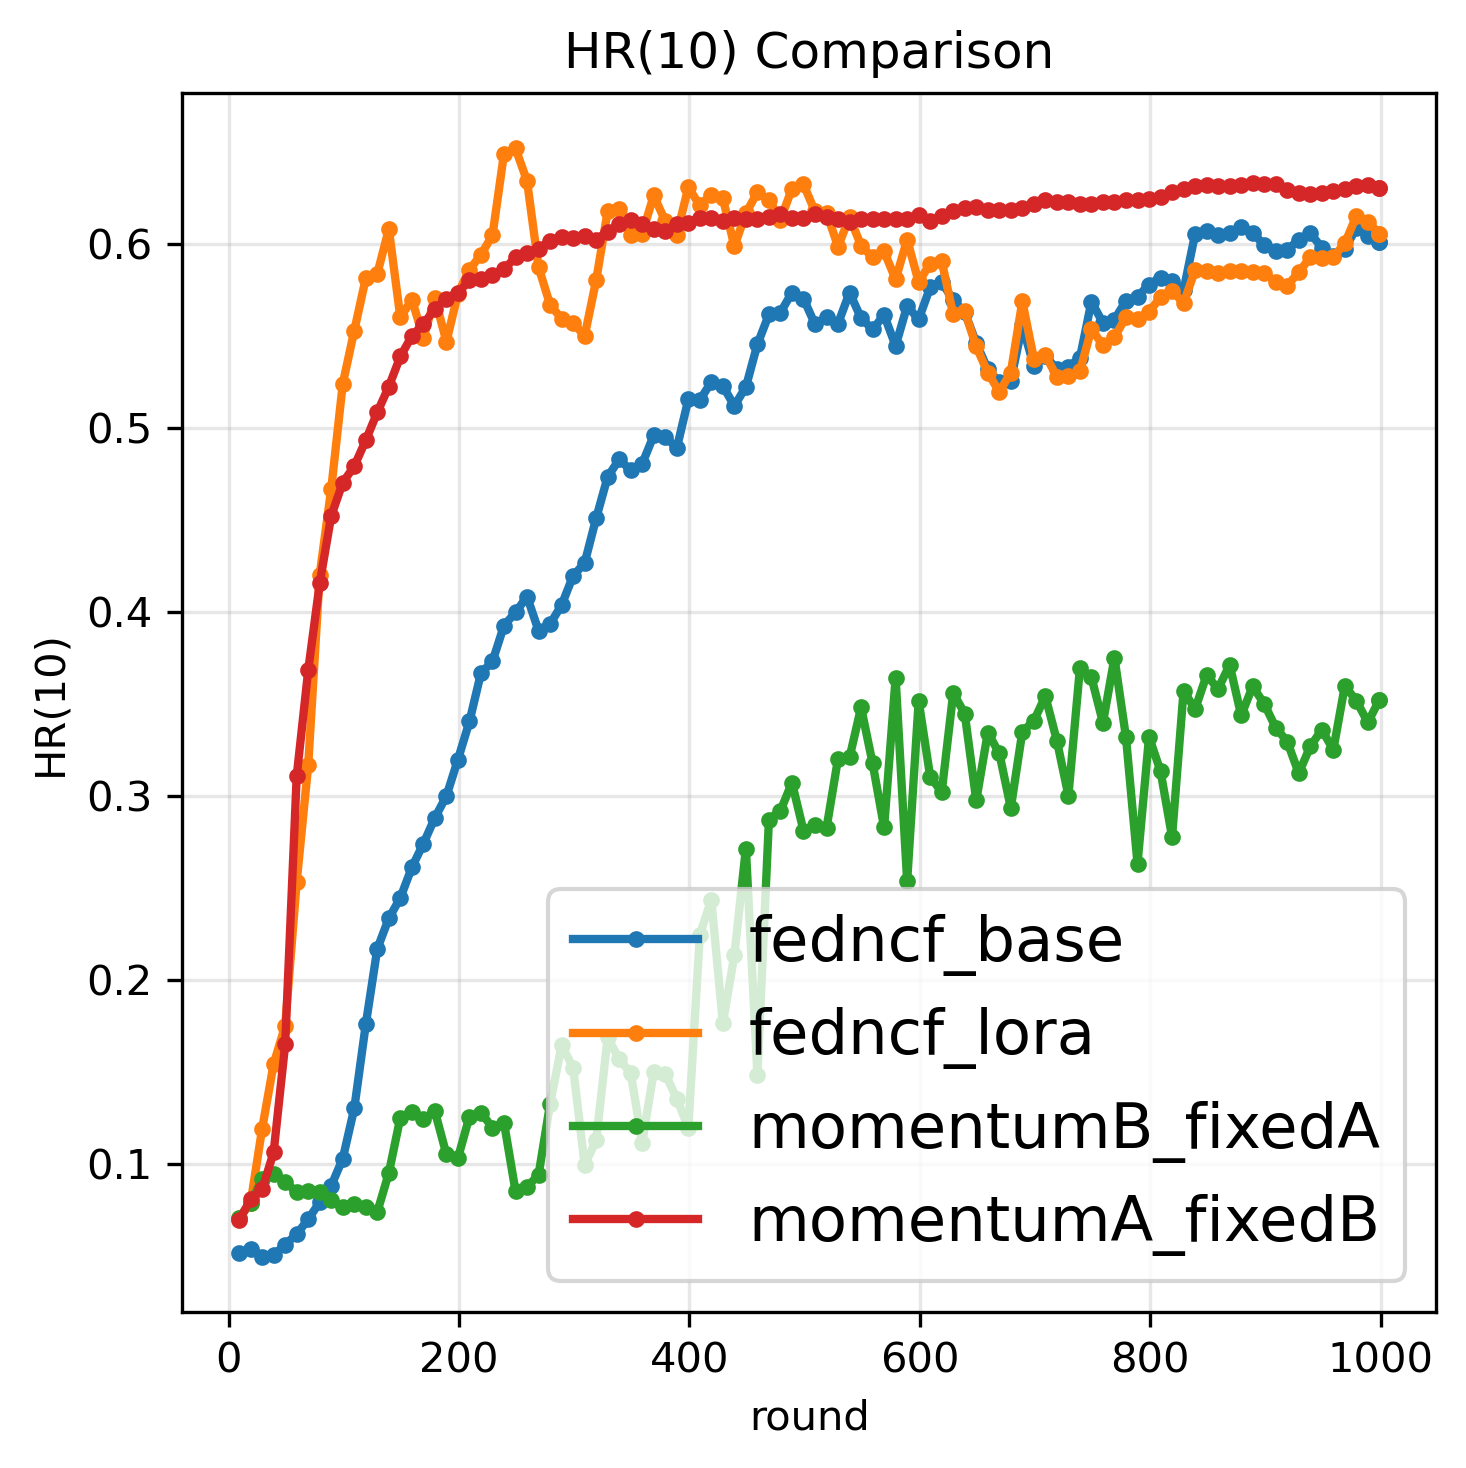 HR(10) Comparison
HR(10)
0.6
0.5
0.4
0.3
0.2
0.1
fedncf_base
fedncf_lora
momentumB_fixedA
momentumA_fixedB
0 200 400 600 800 1000
round